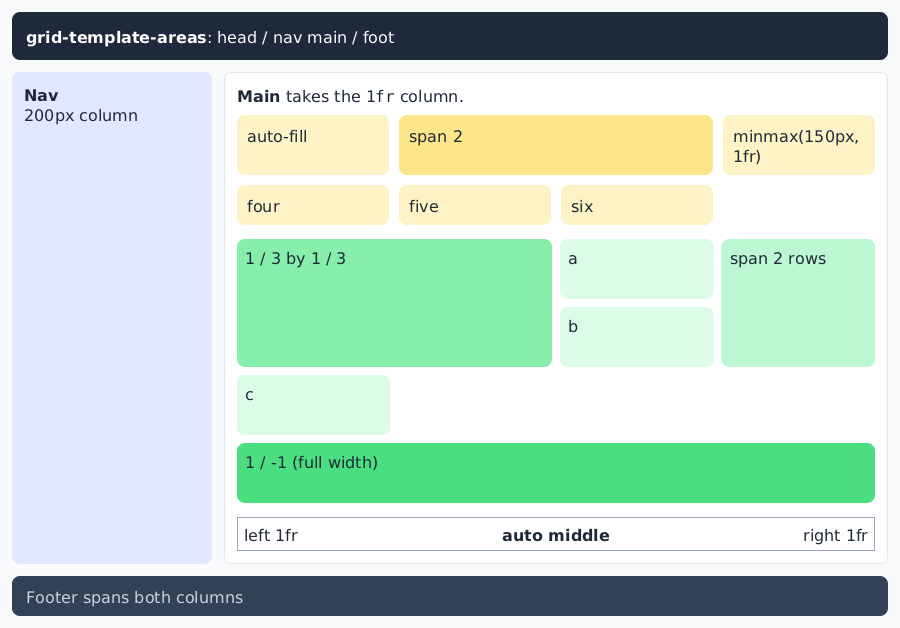 grid-template-areas: head / nav main / foot
Nav
200px column
Main takes the 1fr column.
auto-fill
span 2
minmax(150px,
1fr)
four
five
six
1 / 3 by 1 / 3
a
span 2 rows
b
c
1 / -1 (full width)
left 1fr
auto middle
right 1fr
Footer spans both columns